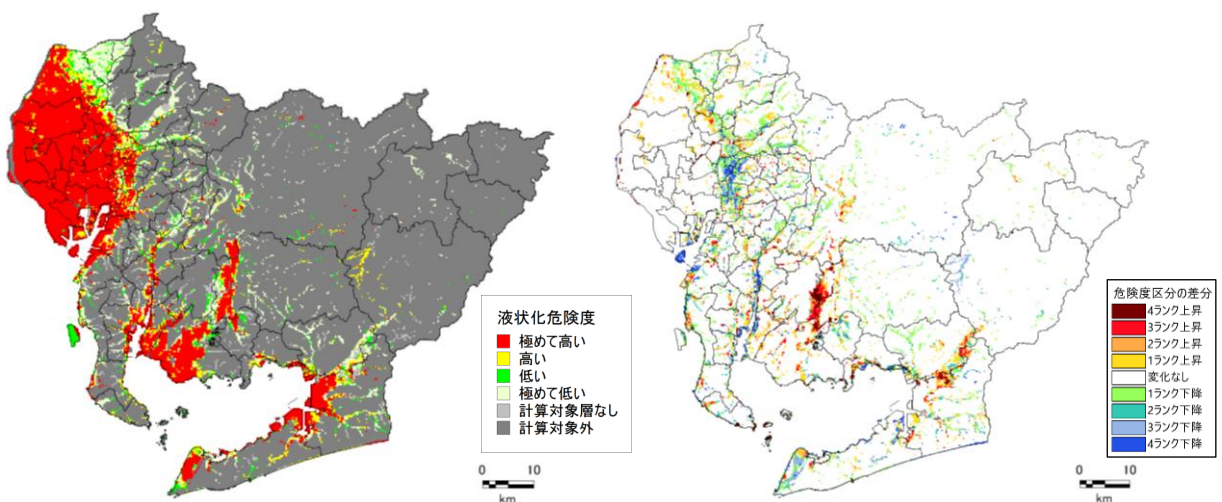 液状化危険度
極めて高い
高い
低い
極めて低い
計算対象層なし
計算対象外
0 10
km
危険度区分の差分
4ランク上昇
3ランク上昇
2ランク上昇
1ランク上昇
変化なし
1ランク下降
2ランク下降
3ランク下降
4ランク下降
0 10
km